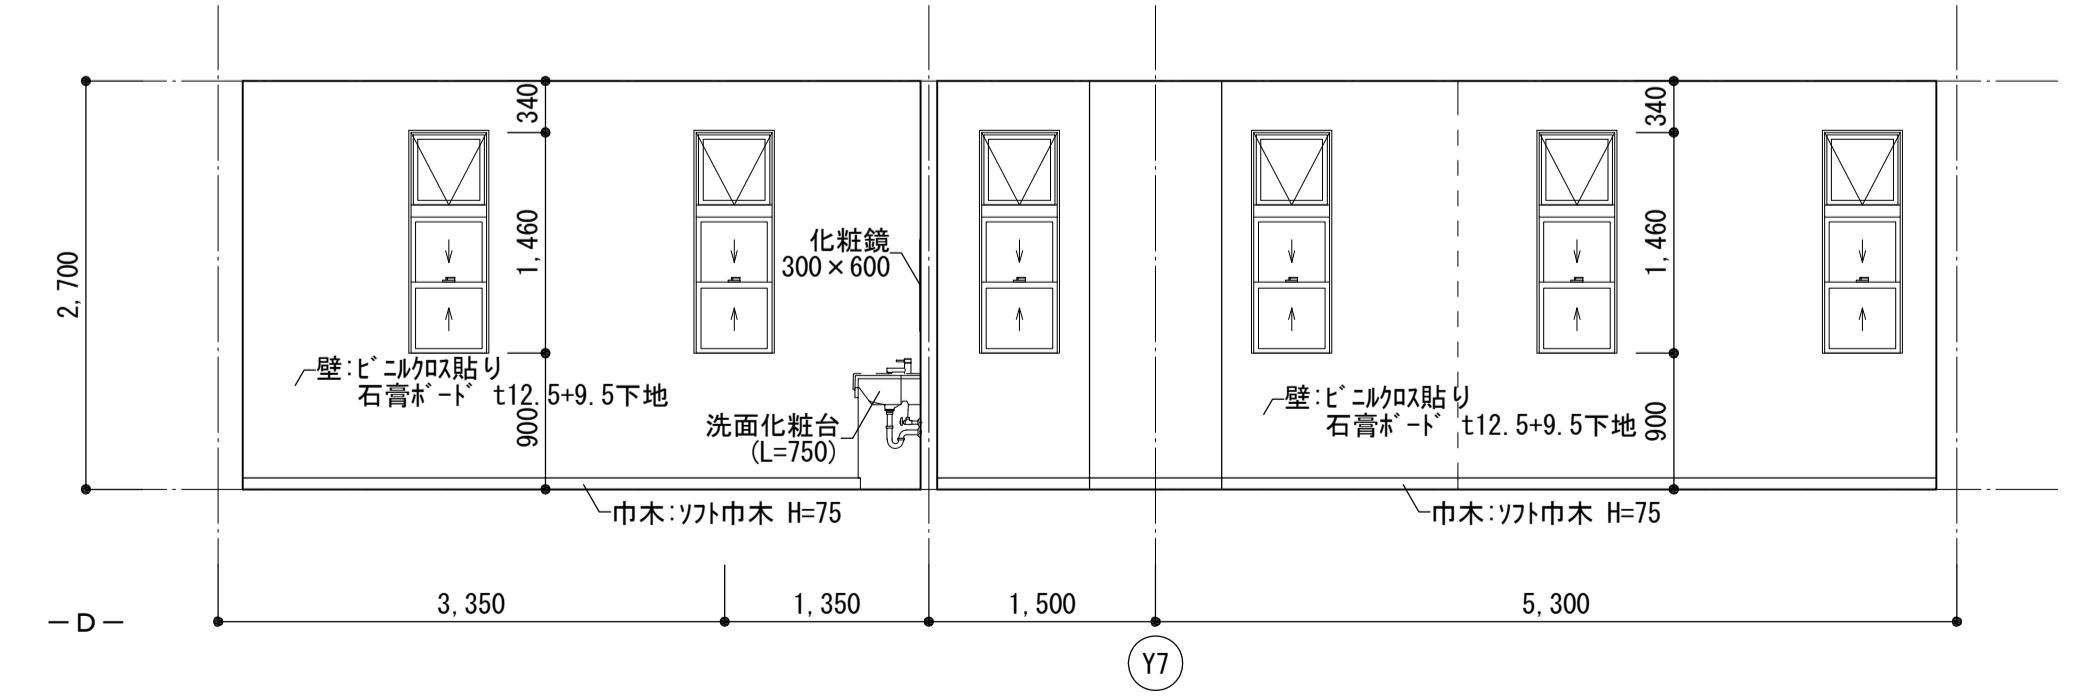 340
340
2,700
1,460
1,460
化粧鏡
300×600
壁:ﾋﾞﾆﾙｸﾛｽ貼り
石膏ﾎﾞｰﾄﾞ t12.5+9.5下地
900
洗面化粧台
(L=750)
壁:ﾋﾞﾆﾙｸﾛｽ貼り
石膏ﾎﾞｰﾄﾞ t12.5+9.5下地
900
巾木:ｿﾌﾄ巾木 H=75
巾木:ｿﾌﾄ巾木 H=75
3,350
1,350
1,500
5,300
－D－
Y7